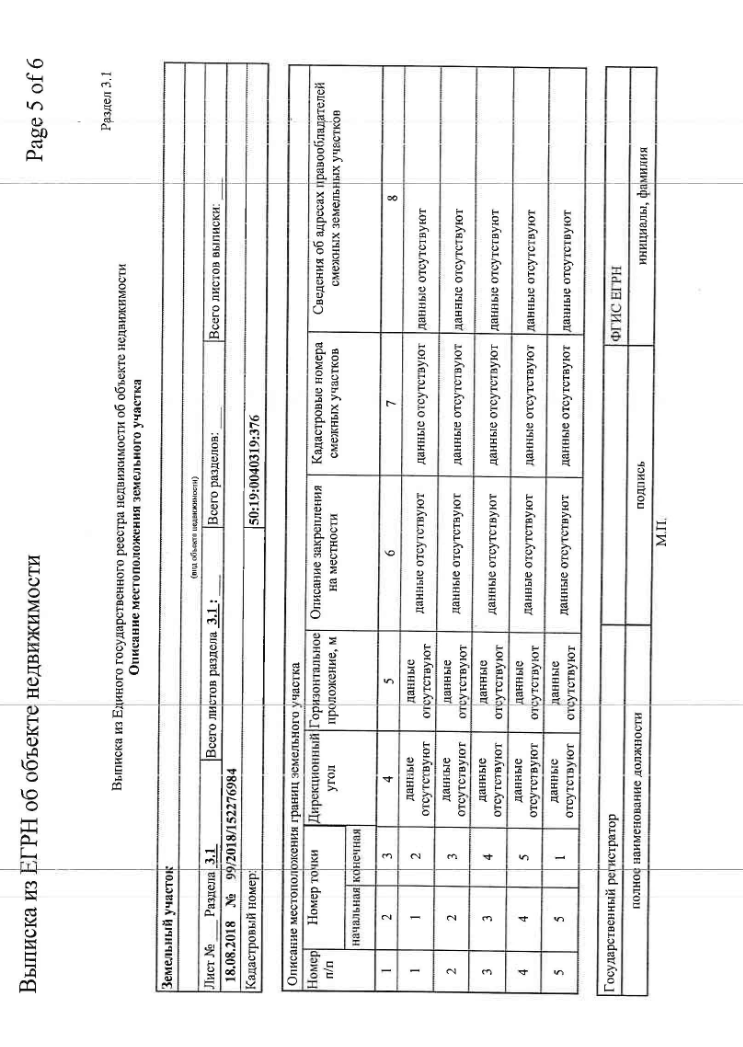 Выписка из ЕГРН об объекте недвижимости
Page 5 of 6
Раздел 3.1
Выписка из Единого государственного реестра недвижимости об объекте недвижимости
Описание местоположения земельного участка
Земельный участок
(вид объекта недвижимости)
Лист № ___ Раздела 3.1 Всего листов раздела 3.1 : ___ Всего разделов: ___ Всего листов выписки: ___
18.08.2018 № 99/2018/152276984
Кадастровый номер: 50:19:0040319:376
Описание местоположения границ земельного участка
Номер п/п Номер точки Дирекционный угол Горизонтальное проложение, м Описание закрепления на местности Кадастровые номера смежных участков Сведения об адресах правообладателей смежных земельных участков
начальная конечная
1 2 3 4 5 6 7 8
1 1 2 данные отсутствуют данные отсутствуют данные отсутствуют данные отсутствуют данные отсутствуют
2 2 3 данные отсутствуют данные отсутствуют данные отсутствуют данные отсутствуют данные отсутствуют
3 3 4 данные отсутствуют данные отсутствуют данные отсутствуют данные отсутствуют данные отсутствуют
4 4 5 данные отсутствуют данные отсутствуют данные отсутствуют данные отсутствуют данные отсутствуют
5 5 1 данные отсутствуют данные отсутствуют данные отсутствуют данные отсутствуют данные отсутствуют
Государственный регистратор ФГИС ЕГРН
полное наименование должности подпись инициалы, фамилия
М.П.